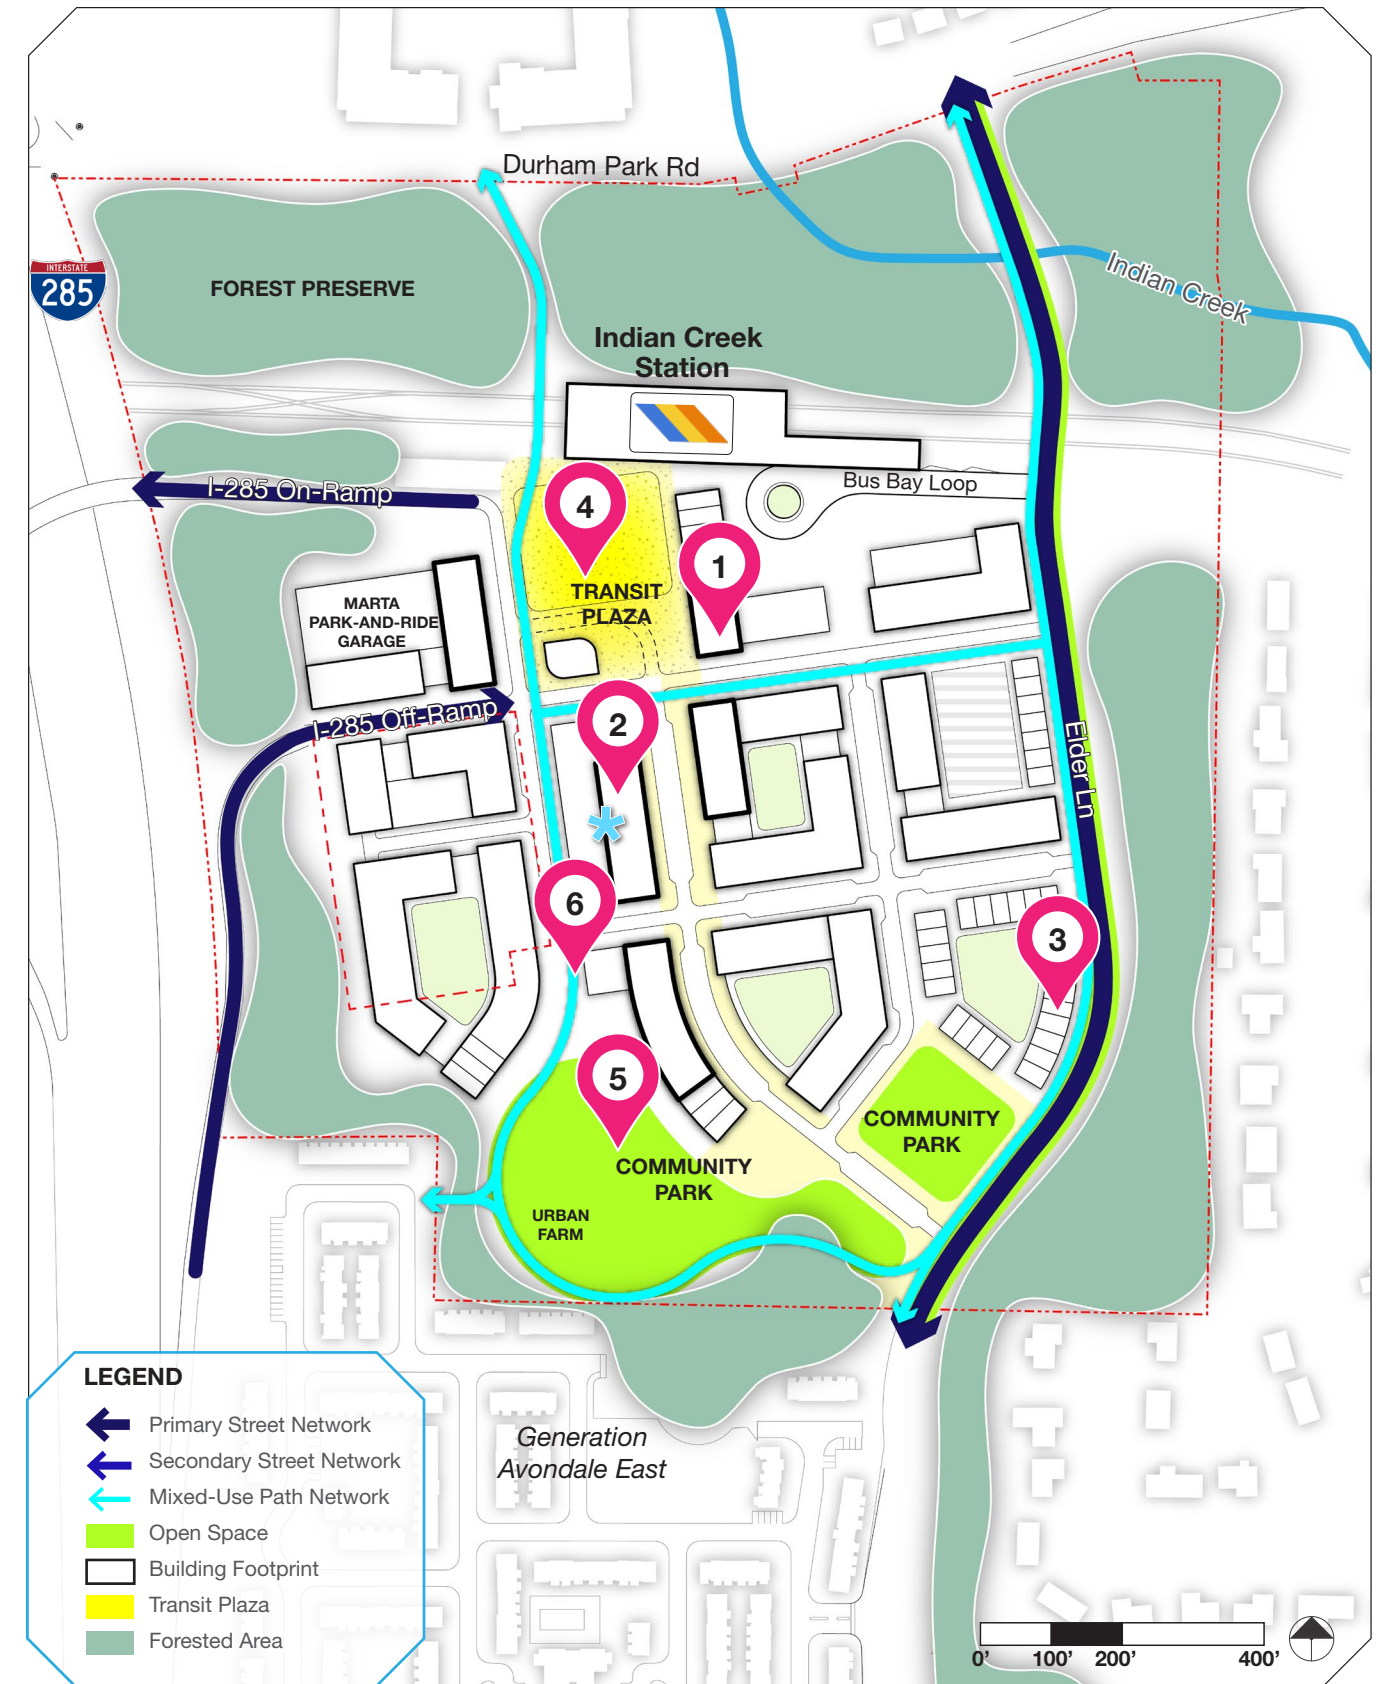 Durham Park Rd
INTERSTATE
285
FOREST PRESERVE
Indian Creek
Indian Creek
Station
I-285 On-Ramp
Bus Bay Loop
4
1
TRANSIT
PLAZA
MARTA
PARK-AND-RIDE
GARAGE
I-285 Off-Ramp
2
Elder Ln
*
6
3
5
COMMUNITY
PARK
COMMUNITY
PARK
URBAN
FARM
Generation
Avondale East
LEGEND
Primary Street Network
Secondary Street Network
Mixed-Use Path Network
Open Space
Building Footprint
Transit Plaza
Forested Area
0' 100' 200' 400'